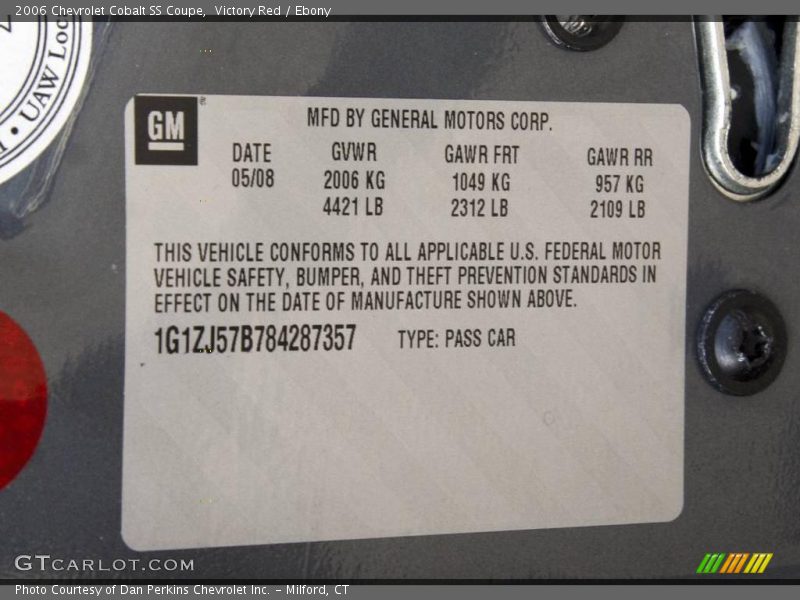 2006 Chevrolet Cobalt SS Coupe,  Victory Red / Ebony
• UAW Loc
GM
®
MFD BY GENERAL MOTORS CORP.
DATE GVWR GAWR FRT GAWR RR
05/08 2006 KG 1049 KG 957 KG
4421 LB 2312 LB 2109 LB
THIS VEHICLE CONFORMS TO ALL APPLICABLE U.S. FEDERAL MOTOR
VEHICLE SAFETY, BUMPER, AND THEFT PREVENTION STANDARDS IN
EFFECT ON THE DATE OF MANUFACTURE SHOWN ABOVE.
1G1ZJ57B784287357 TYPE: PASS CAR
GTCARLOT.COM
Photo Courtesy of Dan Perkins Chevrolet Inc. – Milford, CT